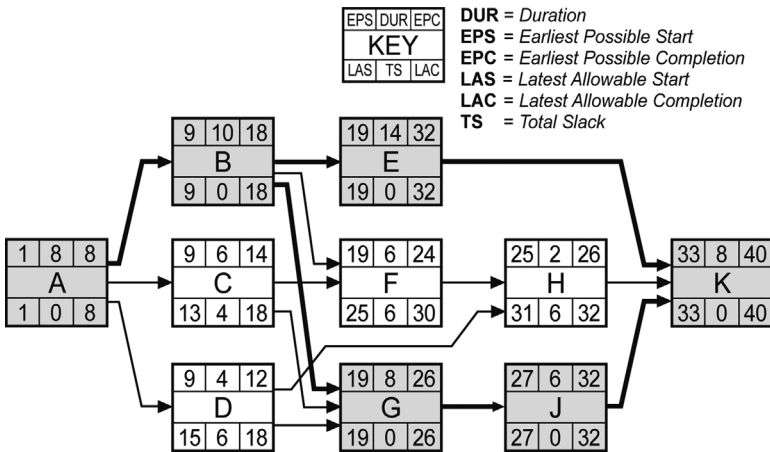 EPS DUR EPC
KEY
LAS TS LAC
DUR = Duration
EPS = Earliest Possible Start
EPC = Earliest Possible Completion
LAS = Latest Allowable Start
LAC = Latest Allowable Completion
TS = Total Slack
9 10 18
B
9 0 18
19 14 32
E
19 0 32
1 8 8
A
1 0 8
9 6 14
C
13 4 18
19 6 24
F
25 6 30
25 2 26
H
31 6 32
33 8 40
K
33 0 40
9 4 12
D
15 6 18
19 8 26
G
19 0 26
27 6 32
J
27 0 32